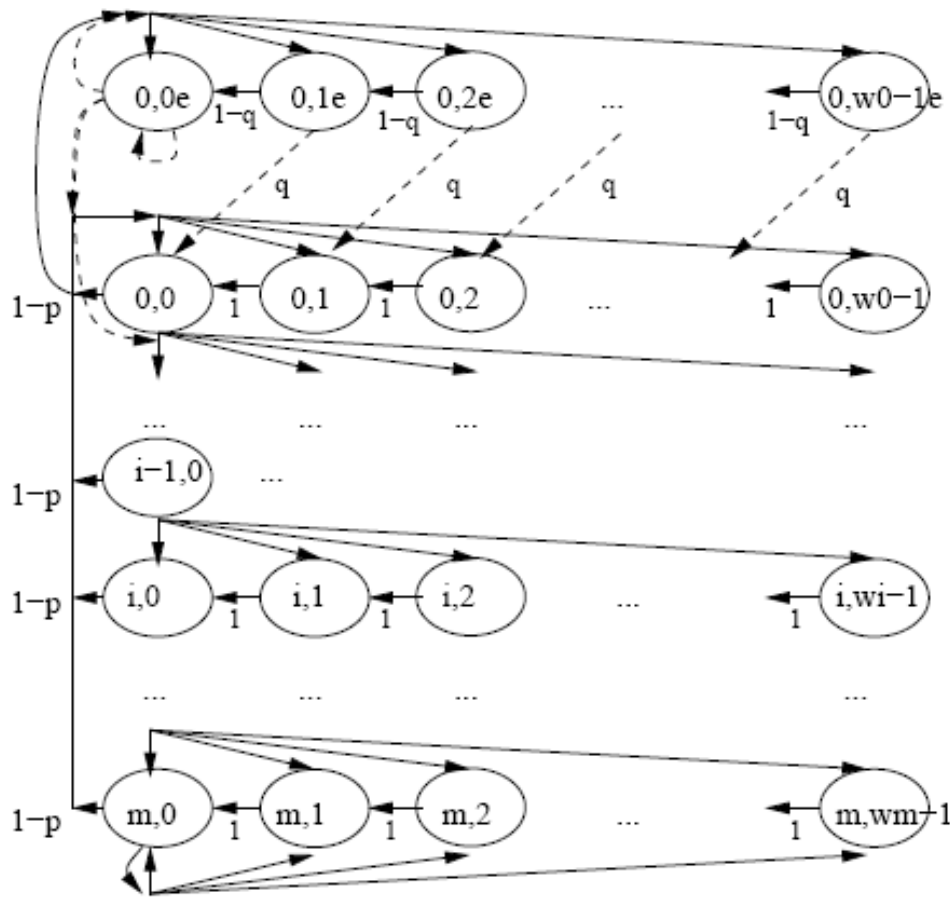 0,0e 0,1e 0,2e ... 0,w0−1e
1−q 1−q 1−q
q q q q
0,0 0,1 0,2 ... 0,w0−1
1−p 1 1 1
... ... ... ...
i−1,0 ...
1−p
i,0 i,1 i,2 ... i,wi−1
1−p 1 1 1
... ... ... ...
m,0 m,1 m,2 ... m,wm−1
1−p 1 1 1